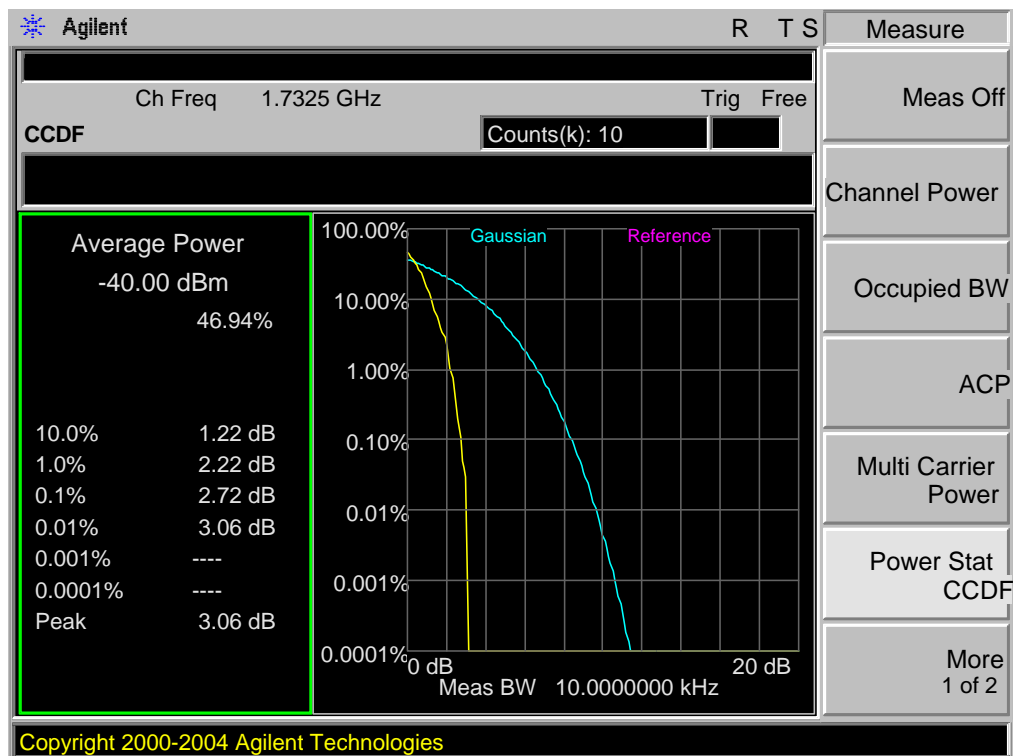 Agilent
R T S
Measure
Ch Freq 1.7325 GHz
Trig Free
CCDF
Counts(k): 10
Meas Off
Channel Power
Occupied BW
ACP
Multi Carrier
Power
Power Stat
CCDF
More
1 of 2
Average Power
-40.00 dBm
46.94%
10.0% 1.22 dB
1.0% 2.22 dB
0.1% 2.72 dB
0.01% 3.06 dB
0.001% ----
0.0001% ----
Peak 3.06 dB
Gaussian
Reference
100.00%
10.00%
1.00%
0.10%
0.01%
0.001%
0.0001%
0 dB
20 dB
Meas BW 10.0000000 kHz
Copyright 2000-2004 Agilent Technologies